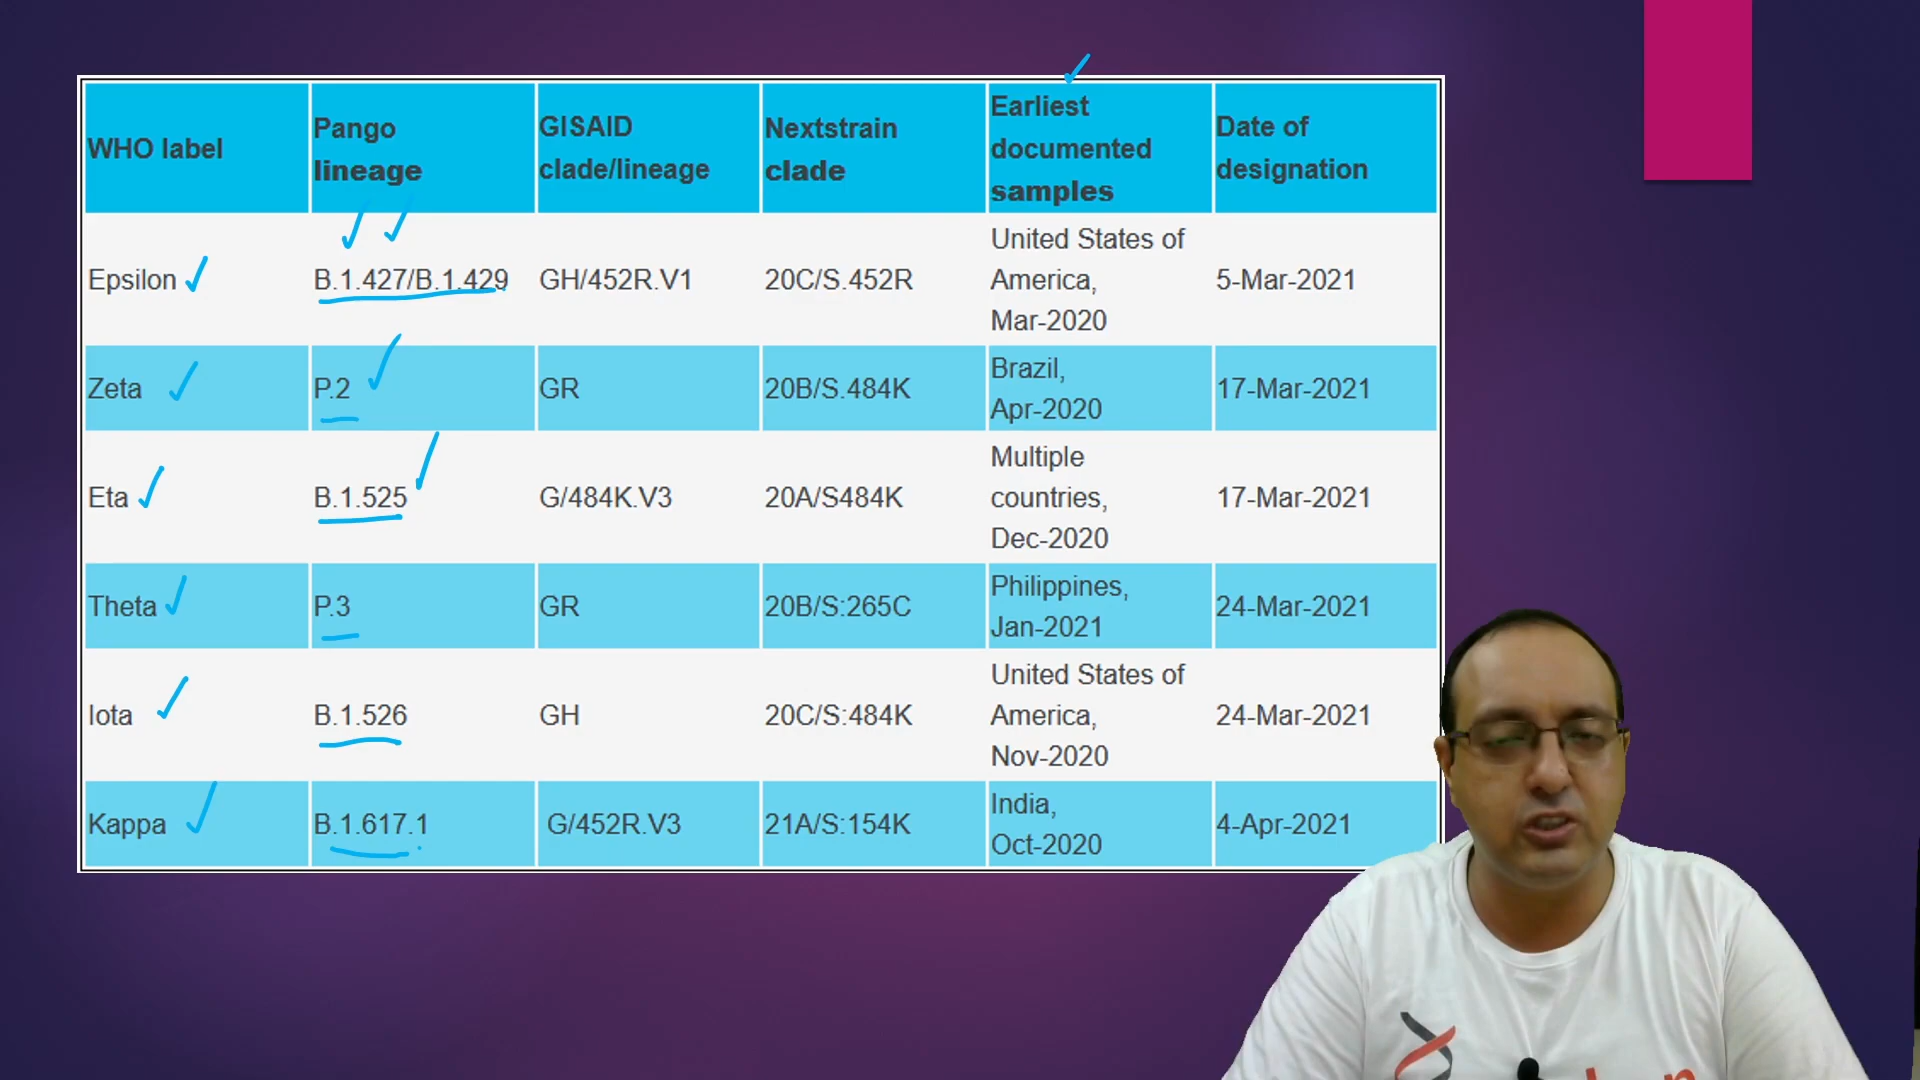 WHO label
Pango
lineage
GISAID
clade/lineage
Nextstrain
clade
Earliest
documented
samples
Date of
designation
Epsilon
B.1.427/B.1.429
GH/452R.V1
20C/S.452R
United States of
America,
Mar-2020
5-Mar-2021
Zeta
P.2
GR
20B/S.484K
Brazil,
Apr-2020
17-Mar-2021
Eta
B.1.525
G/484K.V3
20A/S484K
Multiple
countries,
Dec-2020
17-Mar-2021
Theta
P.3
GR
20B/S:265C
Philippines,
Jan-2021
24-Mar-2021
Iota
B.1.526
GH
20C/S:484K
United States of
America,
Nov-2020
24-Mar-2021
Kappa
B.1.617.1
G/452R.V3
21A/S:154K
India,
Oct-2020
4-Apr-2021